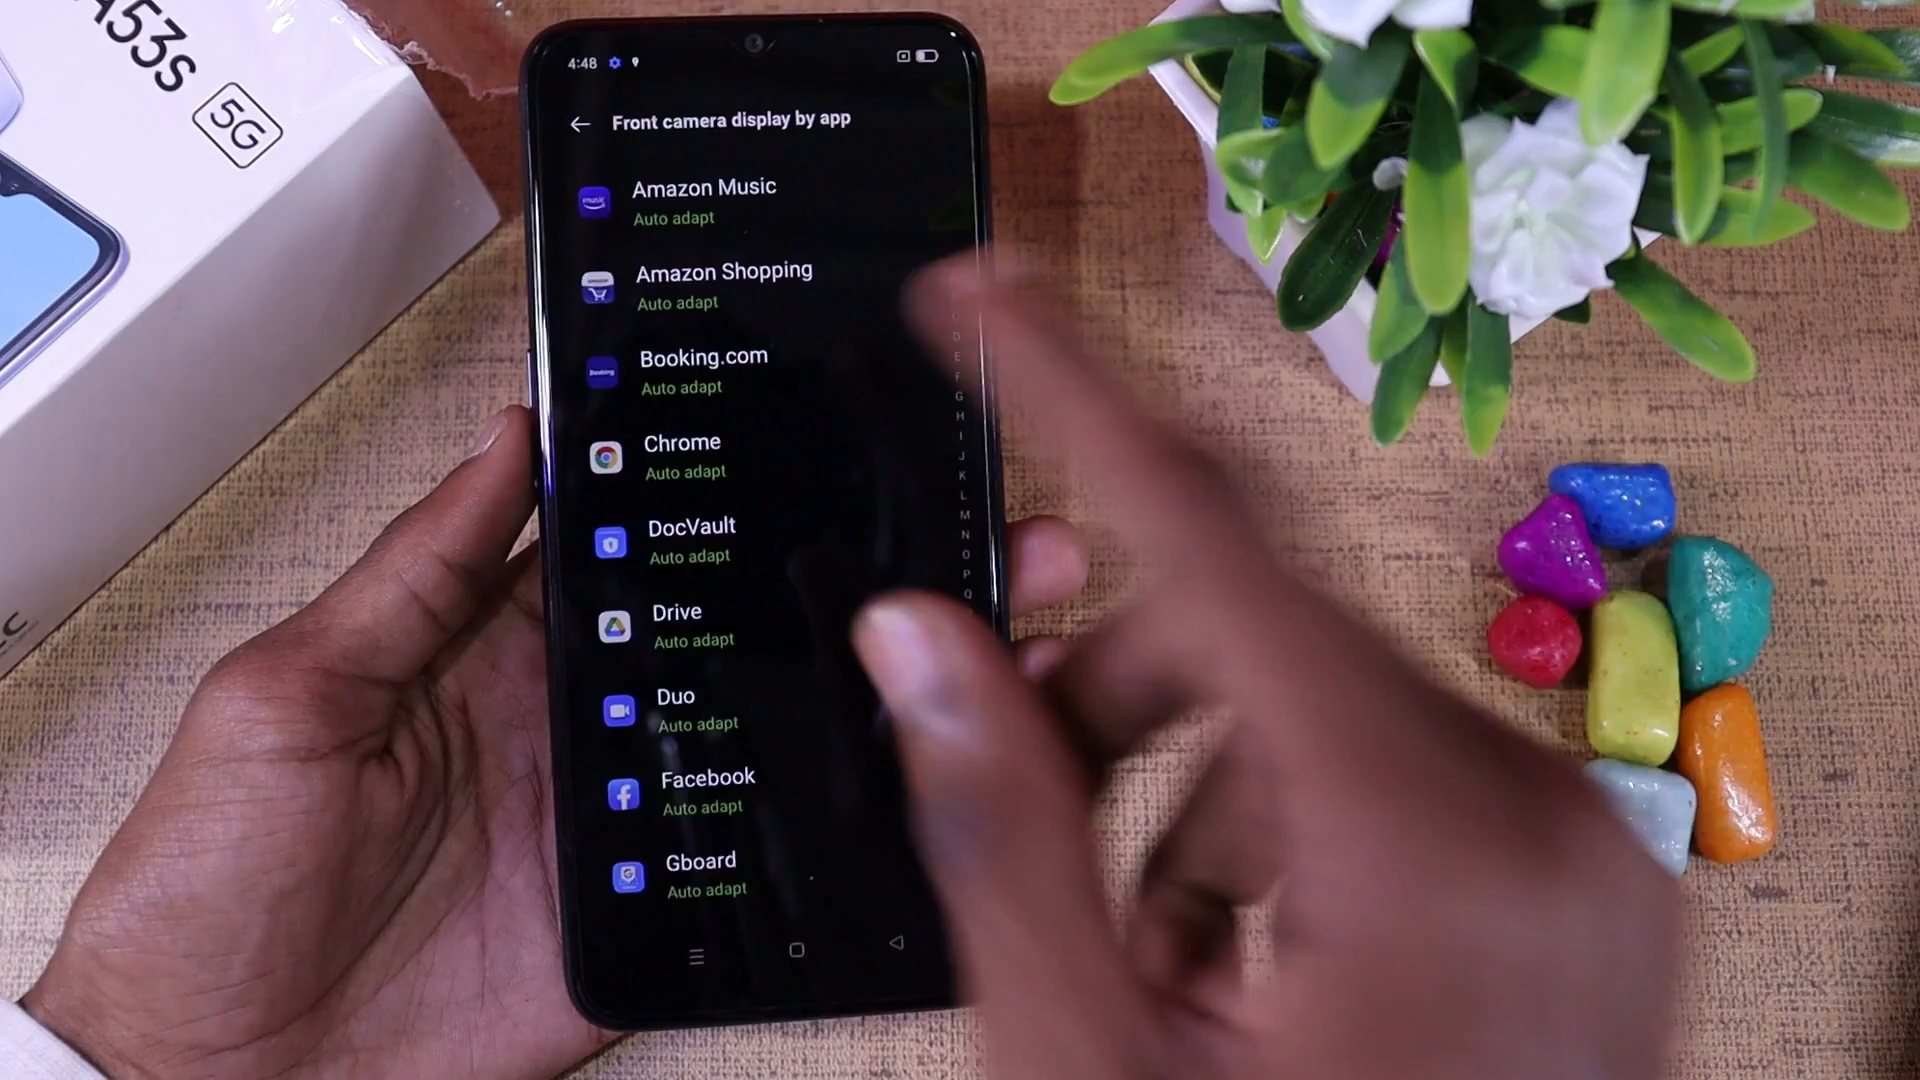 A53s
5G
4:48
Front camera display by app
music
Amazon Music
Auto adapt
Amazon Shopping
Auto adapt
Booking
Booking.com
Auto adapt
Chrome
Auto adapt
DocVault
Auto adapt
Drive
Auto adapt
Duo
Auto adapt
Facebook
Auto adapt
Gboard
Auto adapt
D
E
F
G
H
I
J
K
L
M
N
O
P
Q